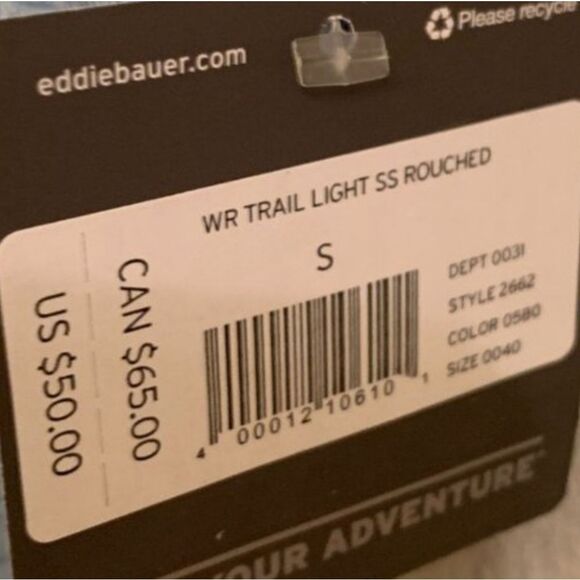 eddiebauer.com
Please recycle
WR TRAIL LIGHT SS ROUCHED
S
DEPT 0031
STYLE 2662
COLOR 0580
SIZE 0040
4 00012 10610 1
CAN $65.00
US $50.00
YOUR ADVENTURE